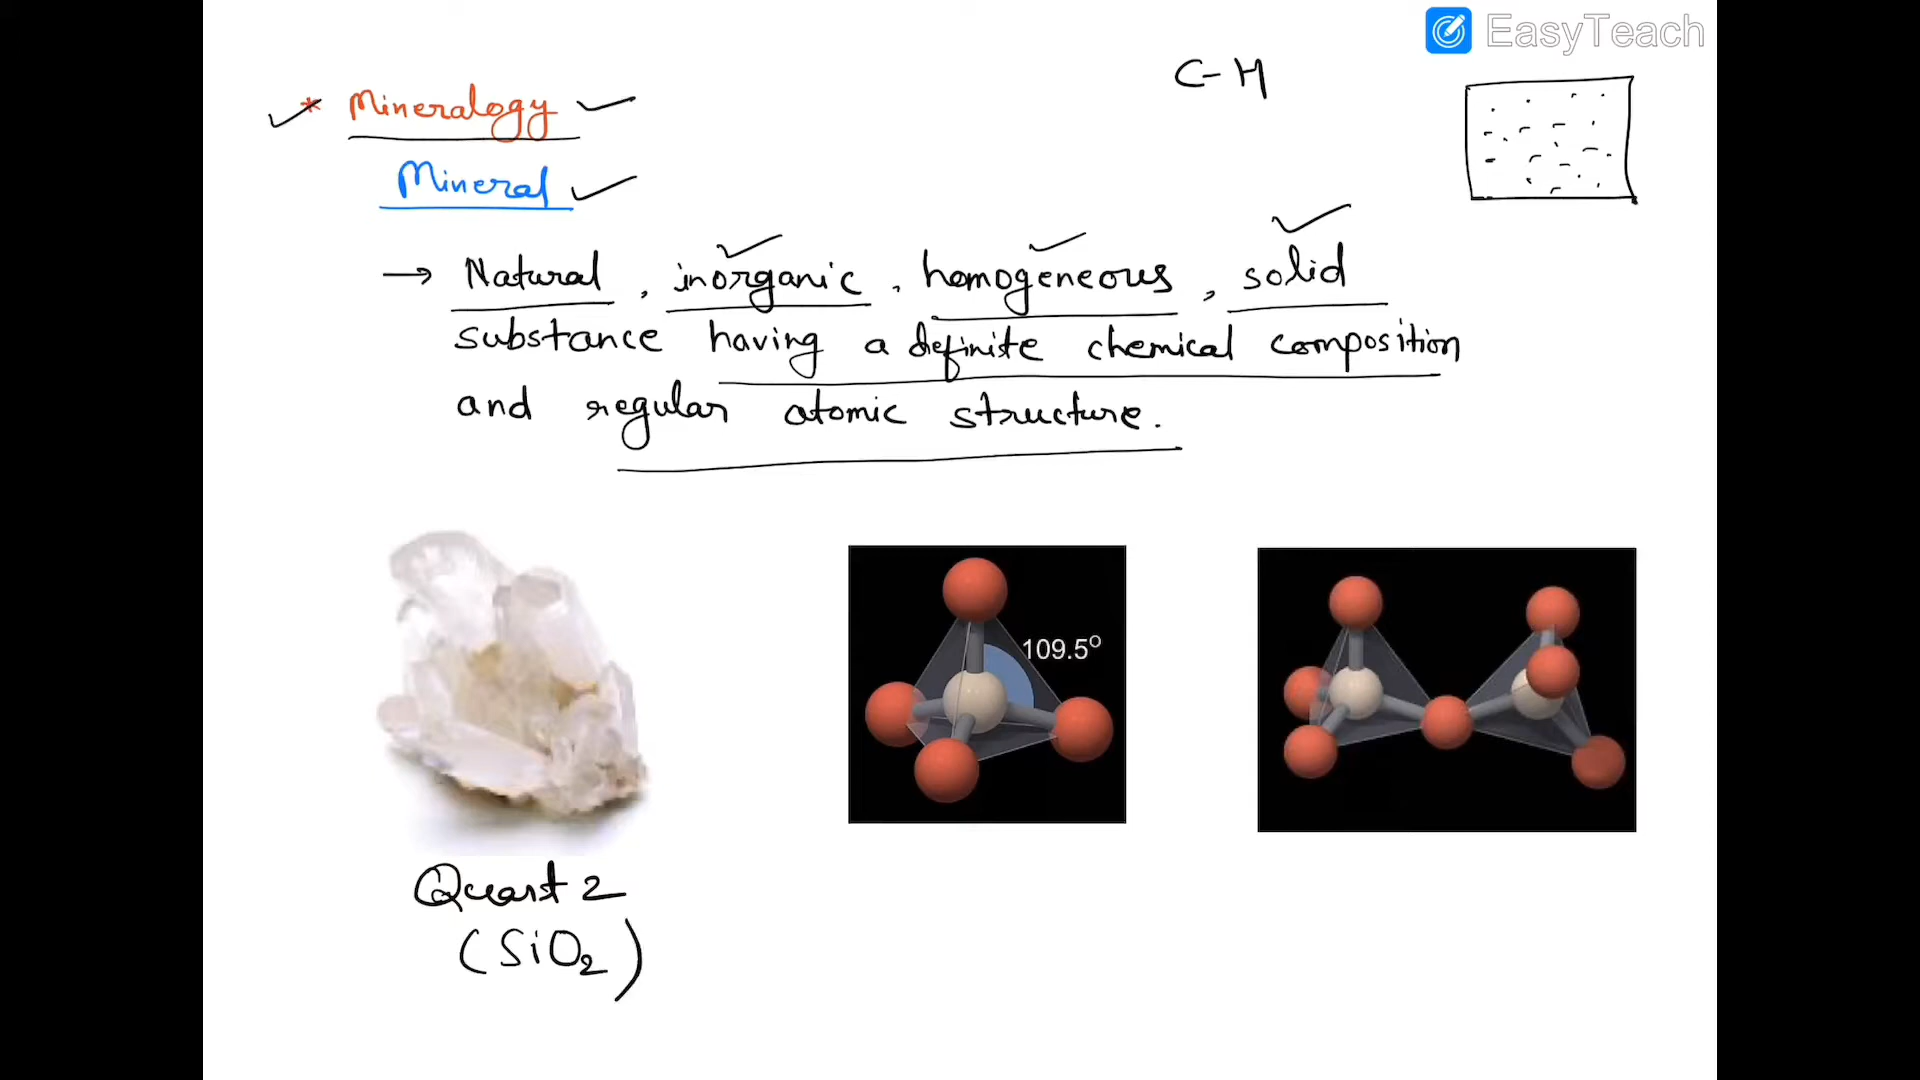 EasyTeach
C-H
* Mineralogy
Mineral
→ Natural, inorganic, homogeneous, solid
substance having a definite chemical composition
and regular atomic structure.
109.5°
Quartz
(SiO₂)